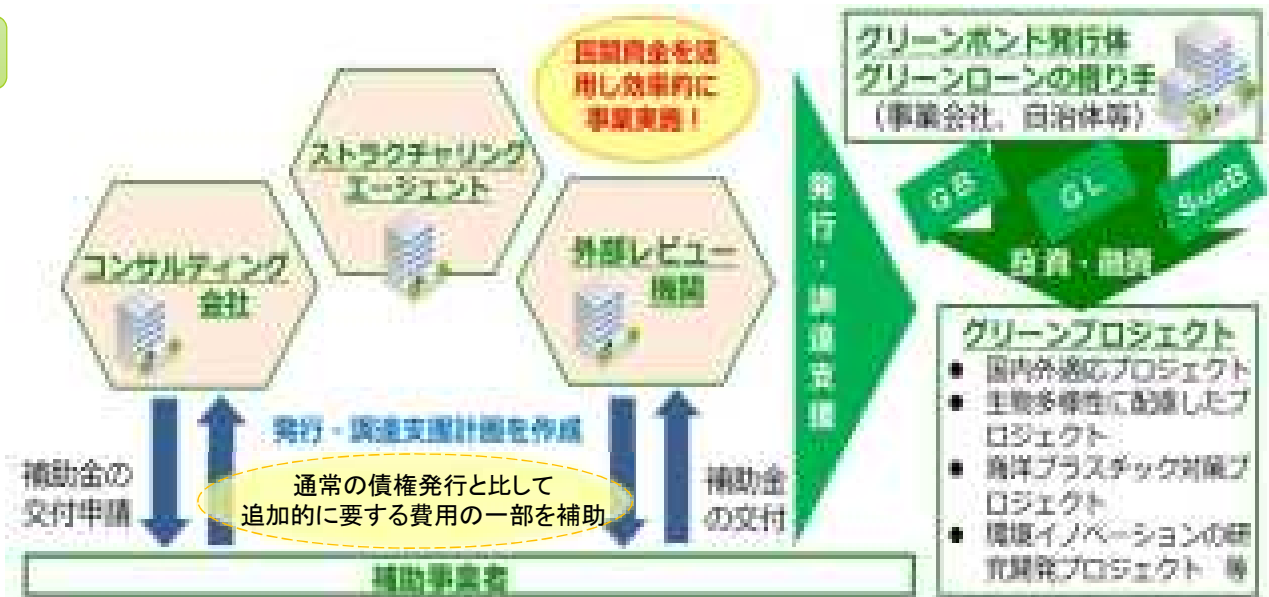 民間資金を活
用し効率的に
事業実施！
ストラクチャリング
エージェント
コンサルティング
会社
外部レビュー
機関
発行・調達支援計画を作成
通常の債権発行と比して
追加的に要する費用の一部を補助
補助金の
交付申請
補助金
の交付
補助事業者
発行・調達支援
グリーンボンド発行体
グリーンローンの借り手
（事業会社、自治体等）
GB
GL
SusB
投資・融資
グリーンプロジェクト
● 国内外適応プロジェクト
● 生物多様性に配慮したプ
ロジェクト
● 海洋プラスチック対策プ
ロジェクト
● 環境イノベーションの研
究開発プロジェクト 等